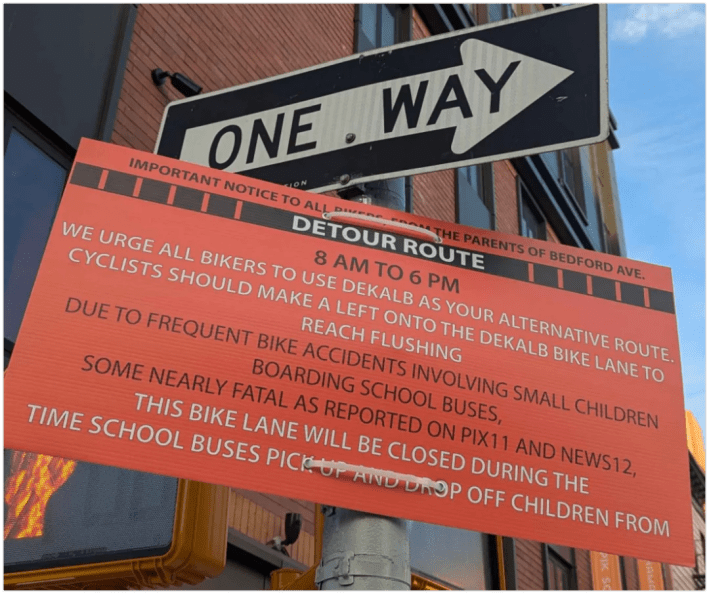 ONE WAY
IMPORTANT NOTICE TO ALL BIKERS FROM THE PARENTS OF BEDFORD AVE.
DETOUR ROUTE
8 AM TO 6 PM
WE URGE ALL BIKERS TO USE DEKALB AS YOUR ALTERNATIVE ROUTE.
CYCLISTS SHOULD MAKE A LEFT ONTO THE DEKALB BIKE LANE TO
REACH FLUSHING
DUE TO FREQUENT BIKE ACCIDENTS INVOLVING SMALL CHILDREN
BOARDING SCHOOL BUSES,
SOME NEARLY FATAL AS REPORTED ON PIX11 AND NEWS12,
THIS BIKE LANE WILL BE CLOSED DURING THE
TIME SCHOOL BUSES PICK UP AND DROP OFF CHILDREN FROM